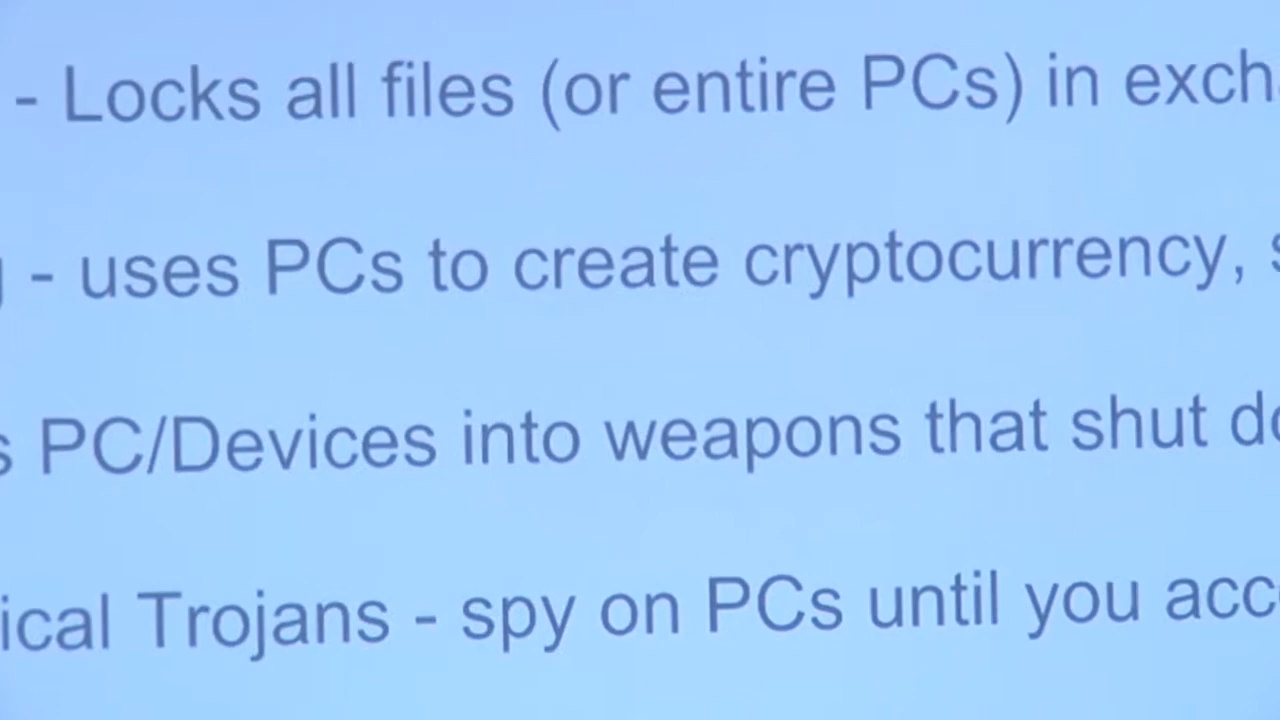 - Locks all files (or entire PCs) in
- uses PCs to create cryptocurrency,
PC/Devices into weapons that shut
Trojans - spy on PCs until you